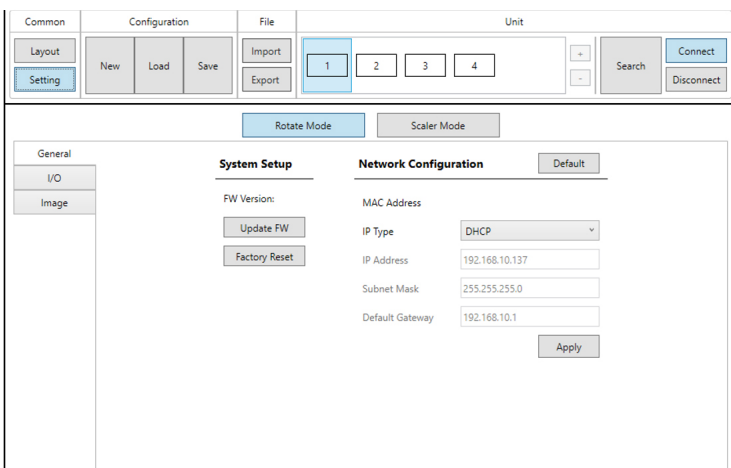 Common Configuration File Unit
Layout
Setting
New Load Save
Import
Export
1 2 3 4
+
-
Search
Connect
Disconnect
Rotate Mode Scaler Mode
General
I/O
Image
System Setup
FW Version:
Update FW
Factory Reset
Network Configuration Default
MAC Address
IP Type DHCP
IP Address 192.168.10.137
Subnet Mask 255.255.255.0
Default Gateway 192.168.10.1
Apply